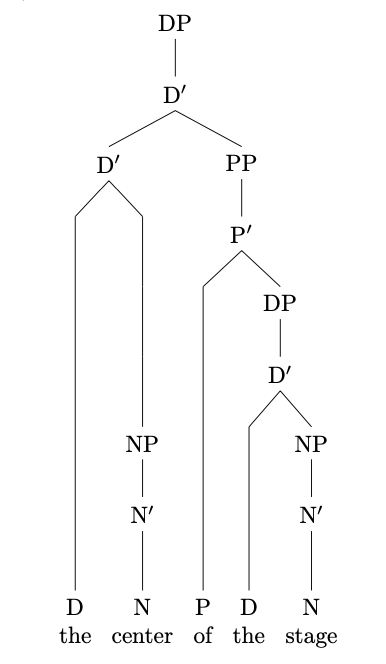 DP
D′
D′ PP
P′
DP
D′
NP NP
N′ N′
D N P D N
the center of the stage